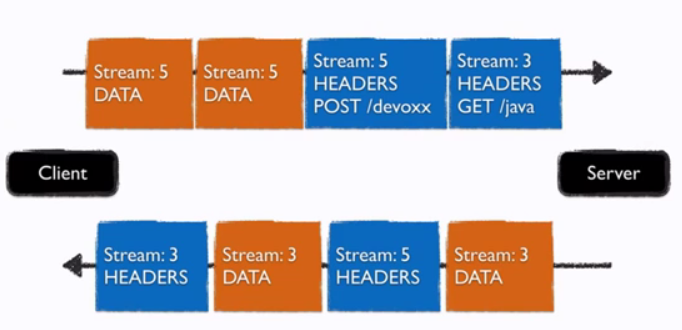 Stream: 5
DATA
Stream: 5
DATA
Stream: 5
HEADERS
POST /devoxx
Stream: 3
HEADERS
GET /java
Client
Server
Stream: 3
HEADERS
Stream: 3
DATA
Stream: 5
HEADERS
Stream: 3
DATA